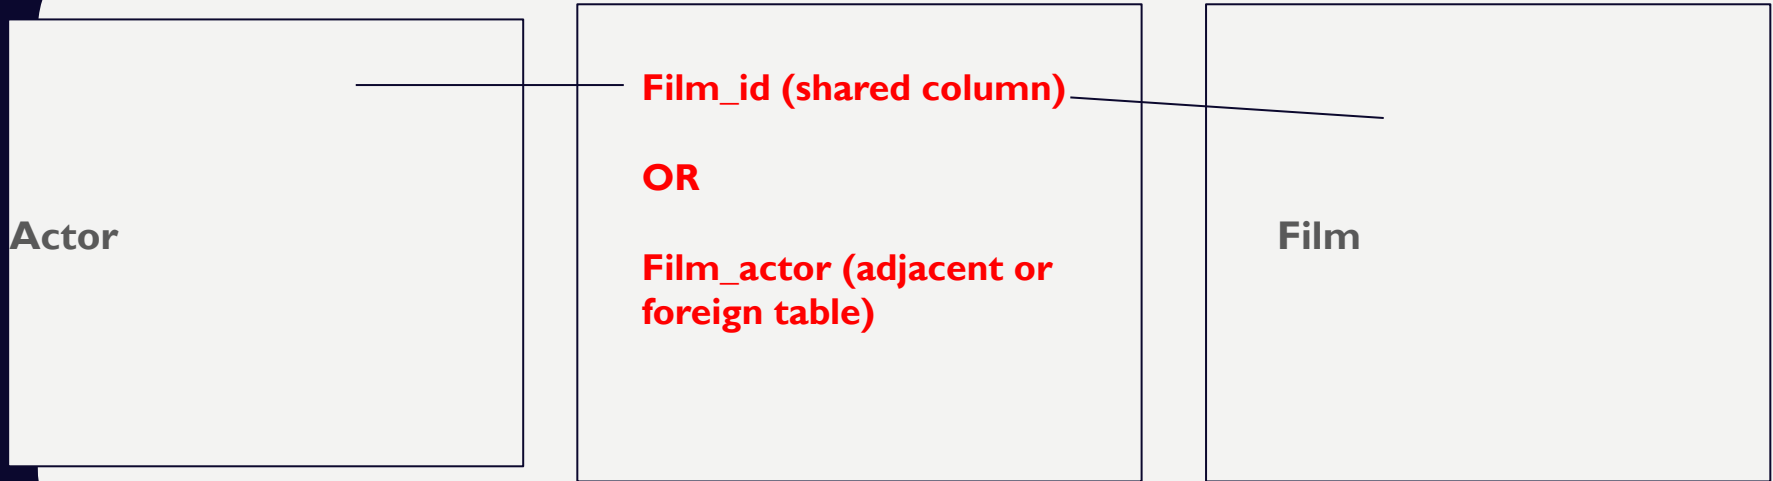 Actor
Film_id (shared column)
OR
Film_actor (adjacent or
foreign table)
Film